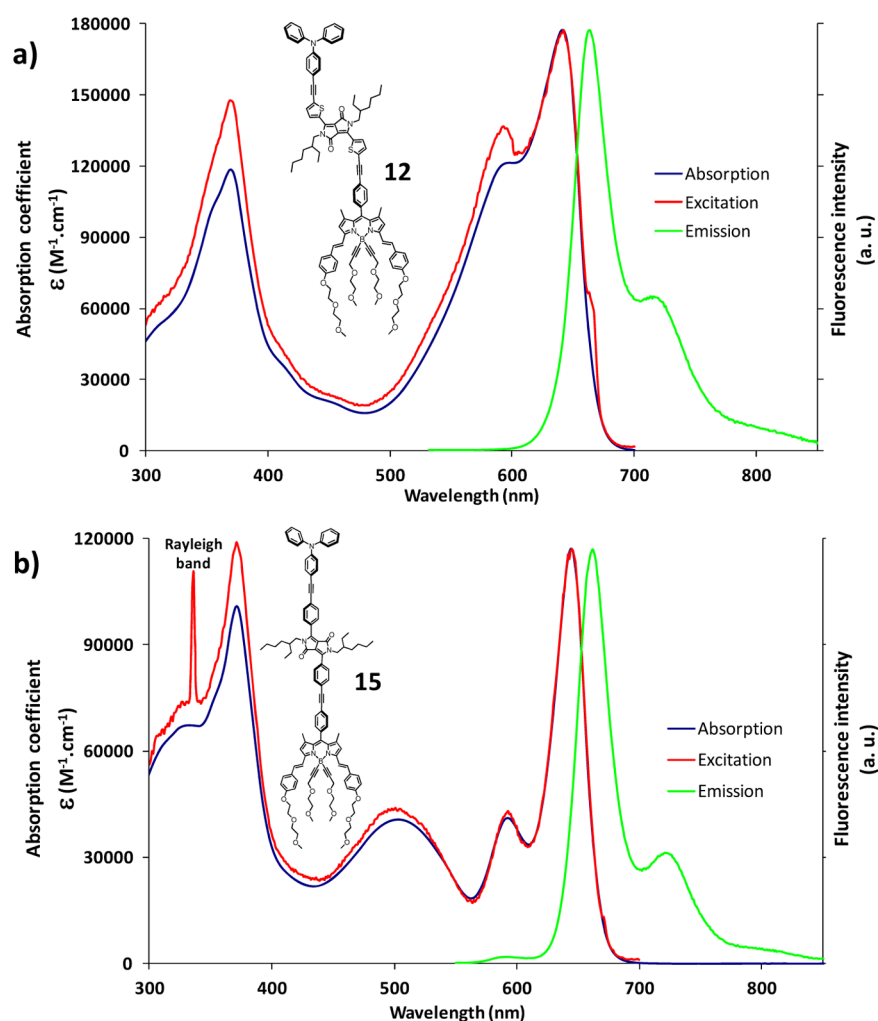 a)
180000
150000
120000
90000
60000
30000
0
Absorption coefficient
ε (M⁻¹.cm⁻¹)
12
Absorption
Excitation
Emission
Fluorescence intensity
(a. u.)
300 400 500 600 700 800
Wavelength (nm)
b)
120000
90000
60000
30000
0
Absorption coefficient
ε (M⁻¹.cm⁻¹)
Rayleigh
band
15
Absorption
Excitation
Emission
Fluorescence intensity
(a. u.)
300 400 500 600 700 800
Wavelength (nm)